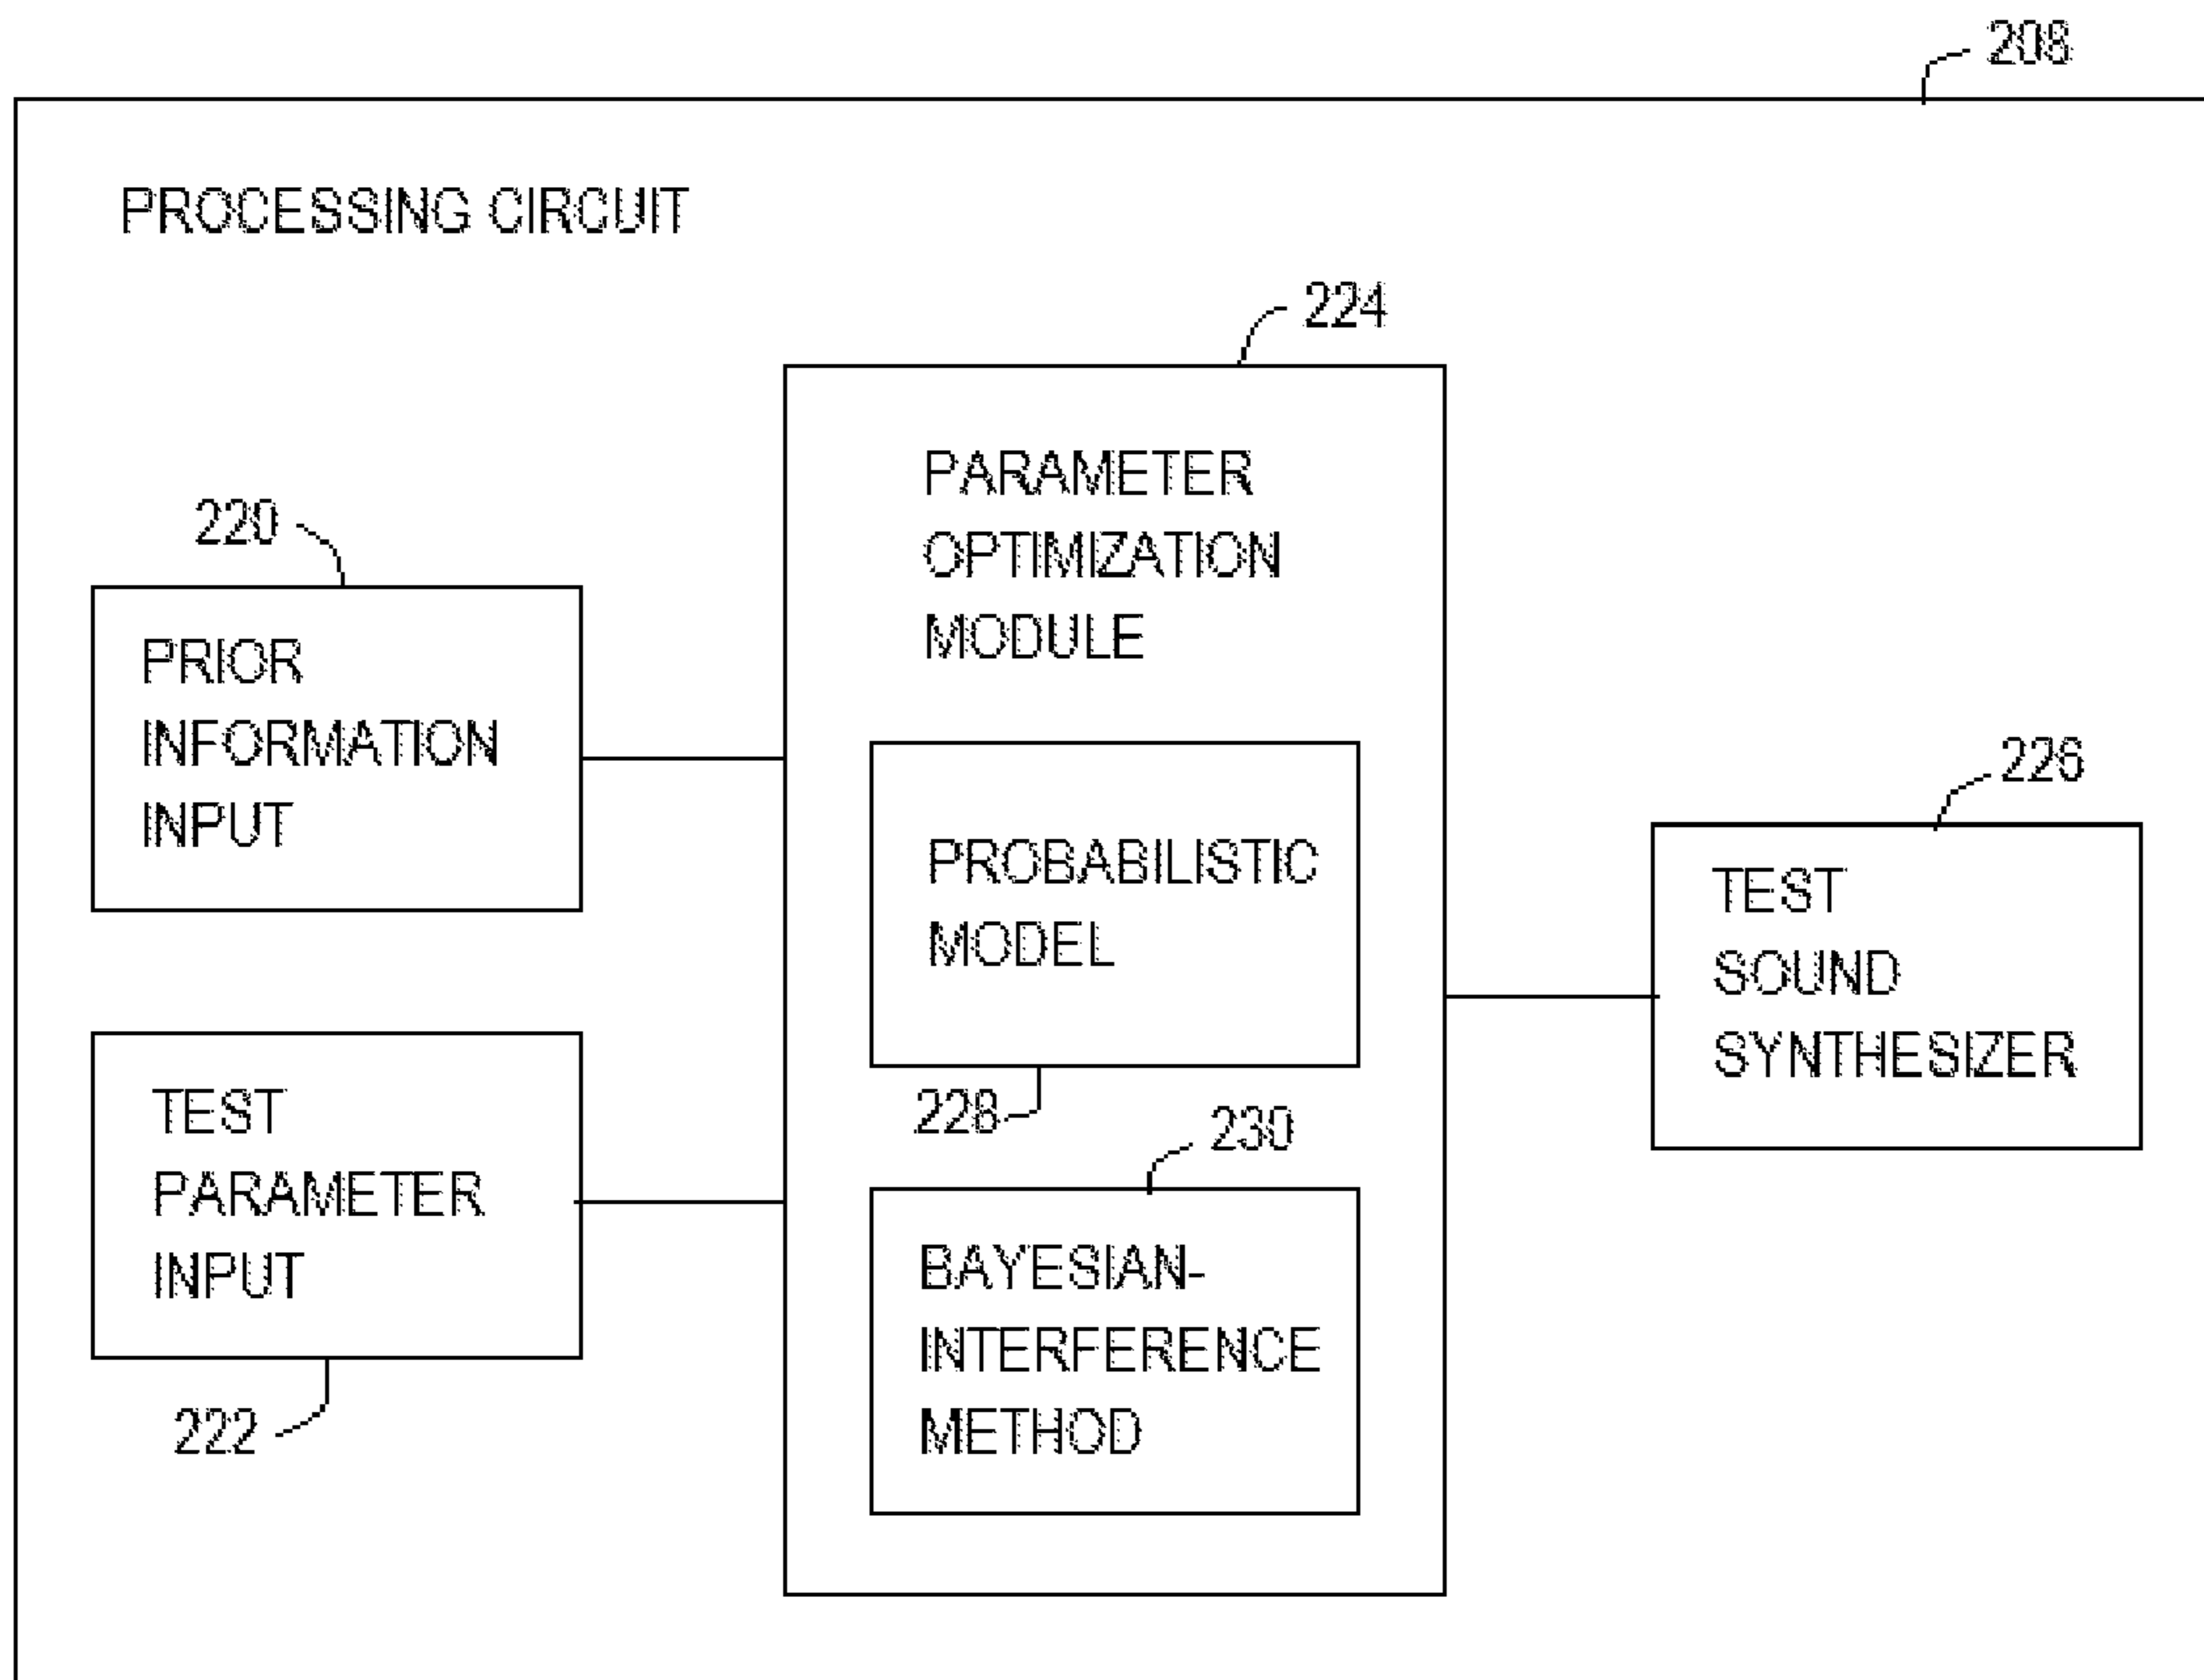 208
PROCESSING CIRCUIT
224
PARAMETER
OPTIMIZATION
MODULE
220
PRIOR
INFORMATION
INPUT
PROBABILISTIC
MODEL
228
226
TEST
SOUND
SYNTHESIZER
TEST
PARAMETER
INPUT
222
230
BAYESIAN-
INTERFERENCE
METHOD